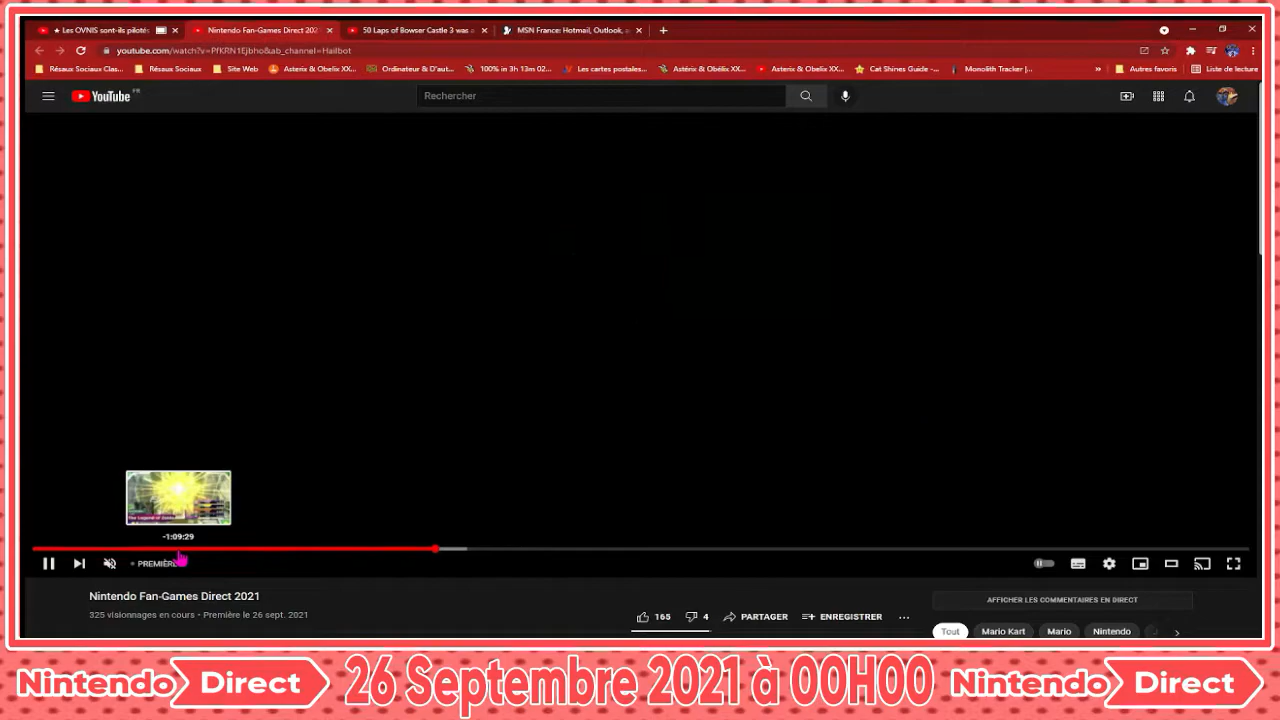 ★ Les OVNIS sont-ils pilotés
Nintendo Fan-Games Direct 202
50 Laps of Bowser Castle 3 was o
MSN France: Hotmail, Outlook, a
youtube.com/watch?v=PfKRN1Ejbho&ab_channel=Hailbot
Résaux Sociaux Clas...
Réseaux Sociaux
Site Web
Asterix & Obelix XX...
Ordinateur & D'aut...
100% in 3h 13m 02...
Les cartes postales...
Astérix & Obélix XX...
Asterix & Obelix XX...
Cat Shines Guide -...
Monolith Tracker |...
»
Autres favoris
Liste de lecture
YouTube FR
Rechercher
-1:09:29
PREMIÈRE
Nintendo Fan-Games Direct 2021
325 visionnages en cours • Première le 26 sept. 2021
165
4
PARTAGER
ENREGISTRER
...
AFFICHER LES COMMENTAIRES EN DIRECT
Tout
Mario Kart
Mario
Nintendo
Nintendo Direct 26 Septembre 2021 à 00H00 Nintendo Direct